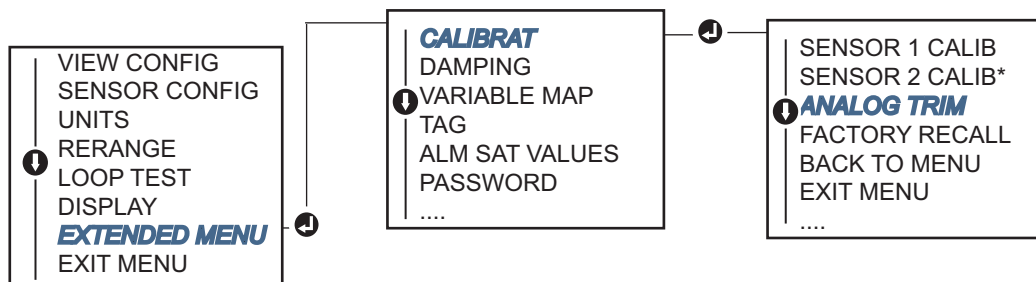 VIEW CONFIG
SENSOR CONFIG
UNITS
RERANGE
LOOP TEST
DISPLAY
EXTENDED MENU
EXIT MENU
CALIBRAT
DAMPING
VARIABLE MAP
TAG
ALM SAT VALUES
PASSWORD
....
SENSOR 1 CALIB
SENSOR 2 CALIB*
ANALOG TRIM
FACTORY RECALL
BACK TO MENU
EXIT MENU
....